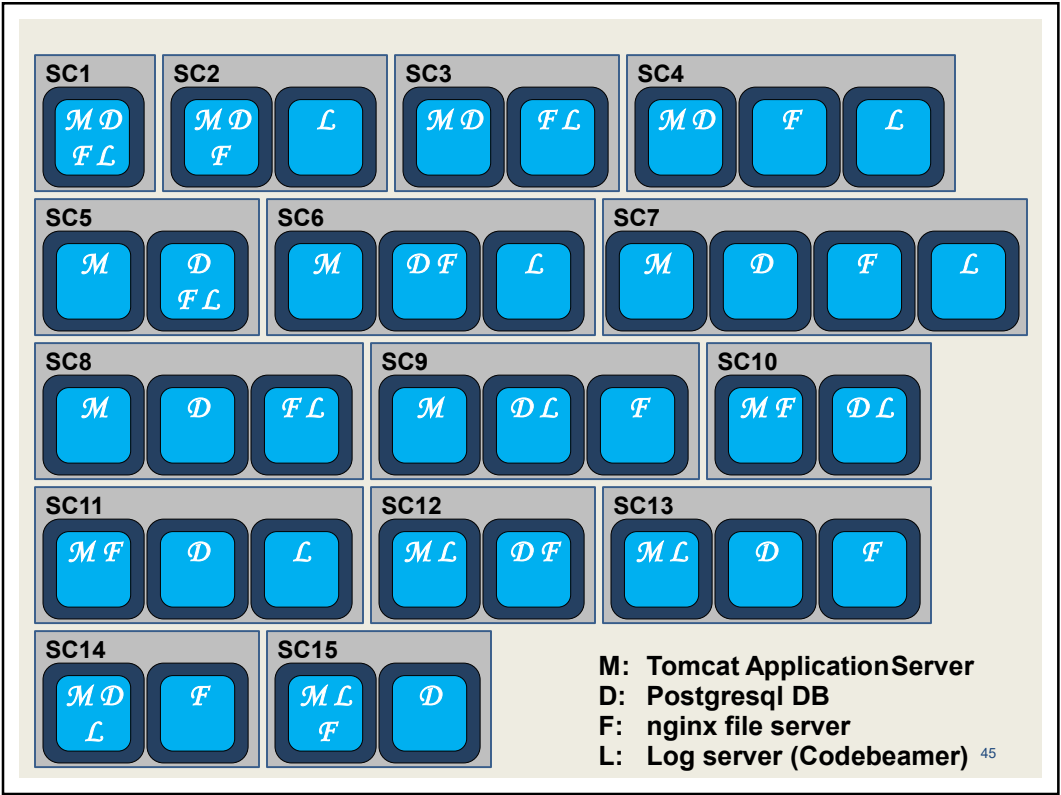 SC1 SC2 SC3 SC4
M D M D L M D F L M D F L
F L F
SC5 SC6 SC7
M D M D F L M D F L
F L
SC8 SC9 SC10
M D F L M D L F M F D L
SC11 SC12 SC13
M F D L M L D F M L D F
SC14 SC15
M D F M L D
L F
M: Tomcat ApplicationServer
D: Postgresql DB
F: nginx file server
L: Log server (Codebeamer) 45